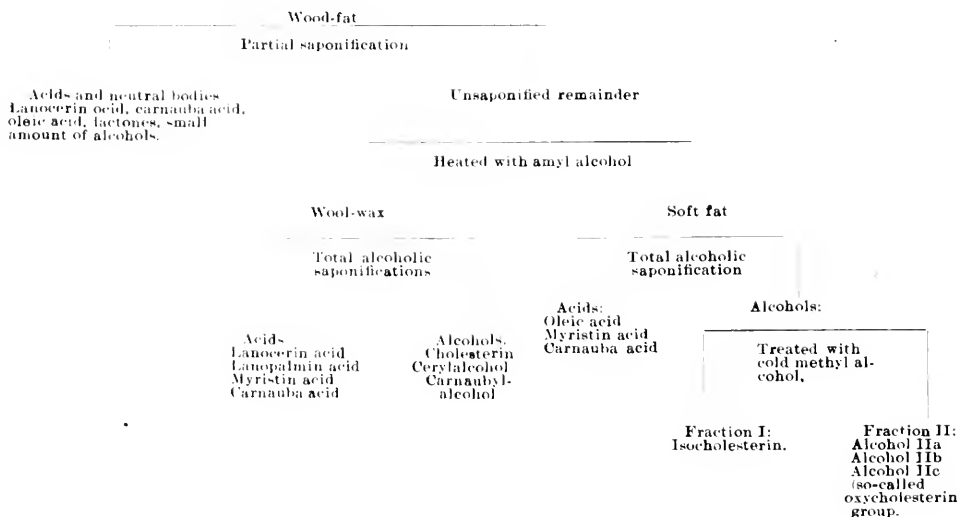 Wood-fat
Partial saponification
Acids and neutral bodies
Lanocerin ocid, carnauba acid,
oleic acid, lactones, small
amount of alcohols.
Unsaponified remainder
Heated with amyl alcohol
Wool-wax
Soft fat
Total alcoholic
saponifications
Total alcoholic
saponification
Acids
Lanocerin acid
Lanopalmin acid
Myristin acid
Carnauba acid
Alcohols.
Cholesterin
Cerylalcohol
Carnaubyl-
alcohol
Acids:
Oleic acid
Myristin acid
Carnauba acid
Alcohols:
Treated with
cold methyl al-
cohol,
Fraction I:
Isocholesterin.
Fraction II:
Alcohol IIa
Alcohol IIb
Alcohol IIc
(so-called
oxycholesterin
group.